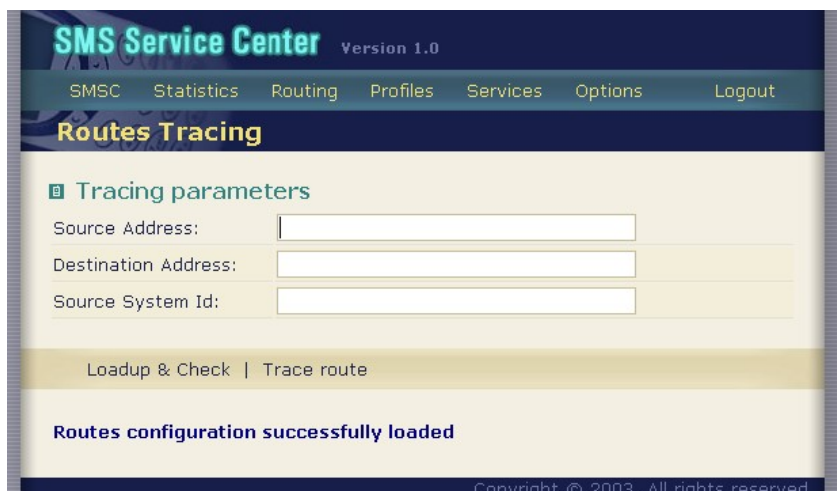 SMS Service Center Version 1.0
SMSC Statistics Routing Profiles Services Options Logout
Routes Tracing
Tracing parameters
Source Address:
Destination Address:
Source System Id:
Loadup & Check | Trace route
Routes configuration successfully loaded
Copyright © 2003. All rights reserved